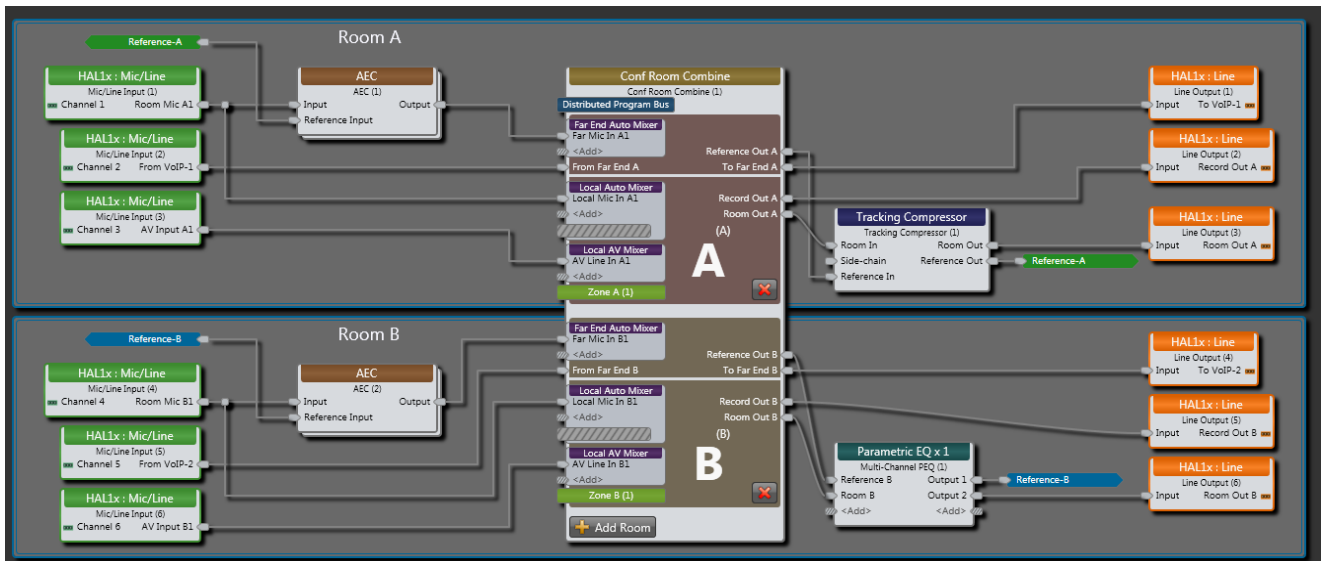 Room A
Reference-A
HAL1x : Mic/Line
Mic/Line Input (1)
Channel 1 Room Mic A1
HAL1x : Mic/Line
Mic/Line Input (2)
Channel 2 From VoIP-1
HAL1x : Mic/Line
Mic/Line Input (3)
Channel 3 AV Input A1
AEC
AEC (1)
Input Output
Reference Input
Conf Room Combine
Conf Room Combine (1)
Distributed Program Bus
Far End Auto Mixer
Far Mic In A1
<Add> Reference Out A
From Far End A To Far End A
Local Auto Mixer
Local Mic In A1 Record Out A
<Add> Room Out A
(A)
Local AV Mixer
AV Line In A1
A
<Add>
Zone A (1)
Tracking Compressor
Tracking Compressor (1)
Room In Room Out
Side-chain Reference Out
Reference In
Reference-A
HAL1x : Line
Line Output (1)
Input To VoIP-1
HAL1x : Line
Line Output (2)
Input Record Out A
HAL1x : Line
Line Output (3)
Input Room Out A
Room B
Reference-B
HAL1x : Mic/Line
Mic/Line Input (4)
Channel 4 Room Mic B1
HAL1x : Mic/Line
Mic/Line Input (5)
Channel 5 From VoIP-2
HAL1x : Mic/Line
Mic/Line Input (6)
Channel 6 AV Input B1
AEC
AEC (2)
Input Output
Reference Input
Far End Auto Mixer
Far Mic In B1
<Add> Reference Out B
From Far End B To Far End B
Local Auto Mixer
Local Mic In B1 Record Out B
<Add> Room Out B
(B)
Local AV Mixer
AV Line In B1
B
<Add>
Zone B (1)
Add Room
Parametric EQ x 1
Multi-Channel PEQ (1)
Reference B Output 1
Room B Output 2
<Add> <Add>
Reference-B
HAL1x : Line
Line Output (4)
Input To VoIP-2
HAL1x : Line
Line Output (5)
Input Record Out B
HAL1x : Line
Line Output (6)
Input Room Out B